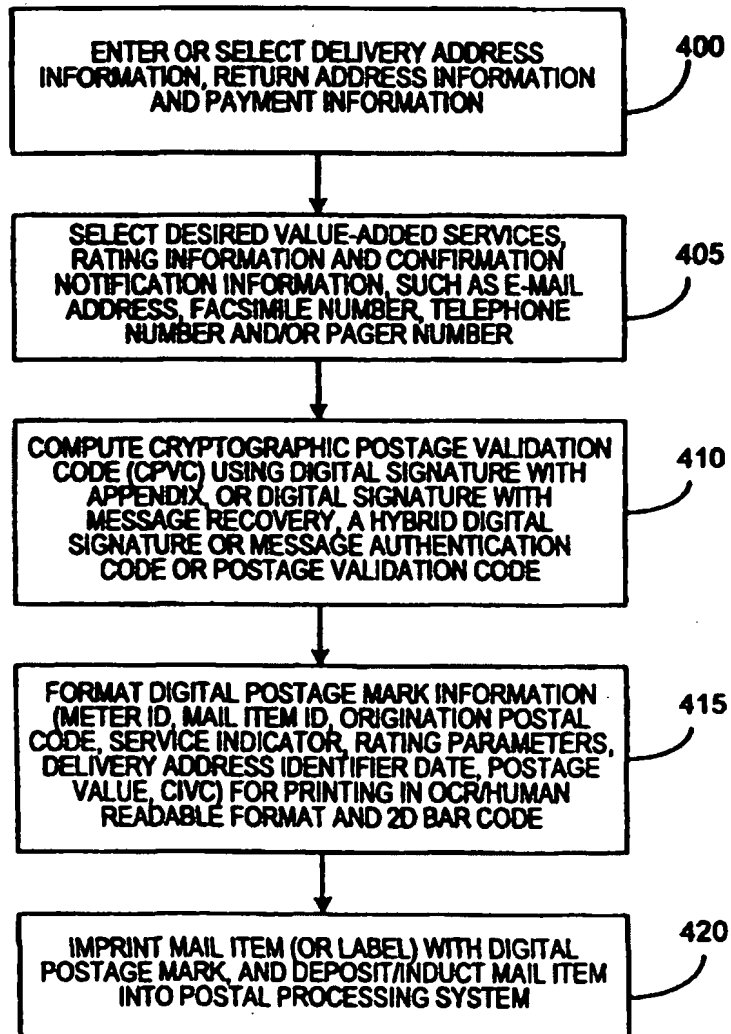 ENTER OR SELECT DELIVERY ADDRESS
INFORMATION, RETURN ADDRESS INFORMATION
AND PAYMENT INFORMATION
400
SELECT DESIRED VALUE-ADDED SERVICES,
RATING INFORMATION AND CONFIRMATION
NOTIFICATION INFORMATION, SUCH AS E-MAIL
ADDRESS, FACSIMILE NUMBER, TELEPHONE
NUMBER AND/OR PAGER NUMBER
405
COMPUTE CRYPTOGRAPHIC POSTAGE VALIDATION
CODE (CPVC) USING DIGITAL SIGNATURE WITH
APPENDIX, OR DIGITAL SIGNATURE WITH
MESSAGE RECOVERY, A HYBRID DIGITAL
SIGNATURE OR MESSAGE AUTHENTICATION
CODE OR POSTAGE VALIDATION CODE
410
FORMAT DIGITAL POSTAGE MARK INFORMATION
(METER ID, MAIL ITEM ID, ORIGINATION POSTAL
CODE, SERVICE INDICATOR, RATING PARAMETERS,
DELIVERY ADDRESS IDENTIFIER DATE, POSTAGE
VALUE, CIVC) FOR PRINTING IN OCR/HUMAN
READABLE FORMAT AND 2D BAR CODE
415
IMPRINT MAIL ITEM (OR LABEL) WITH DIGITAL
POSTAGE MARK, AND DEPOSIT/INDUCT MAIL ITEM
INTO POSTAL PROCESSING SYSTEM
420